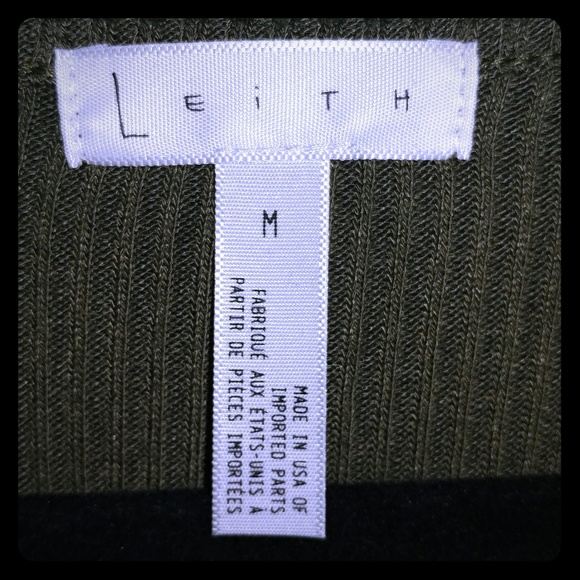 LEiTH
M
MADE IN USA OF
IMPORTED PARTS
FABRIQUÉ AUX ÉTATS-UNIS À
PARTIR DE PIÈCES IMPORTÉES